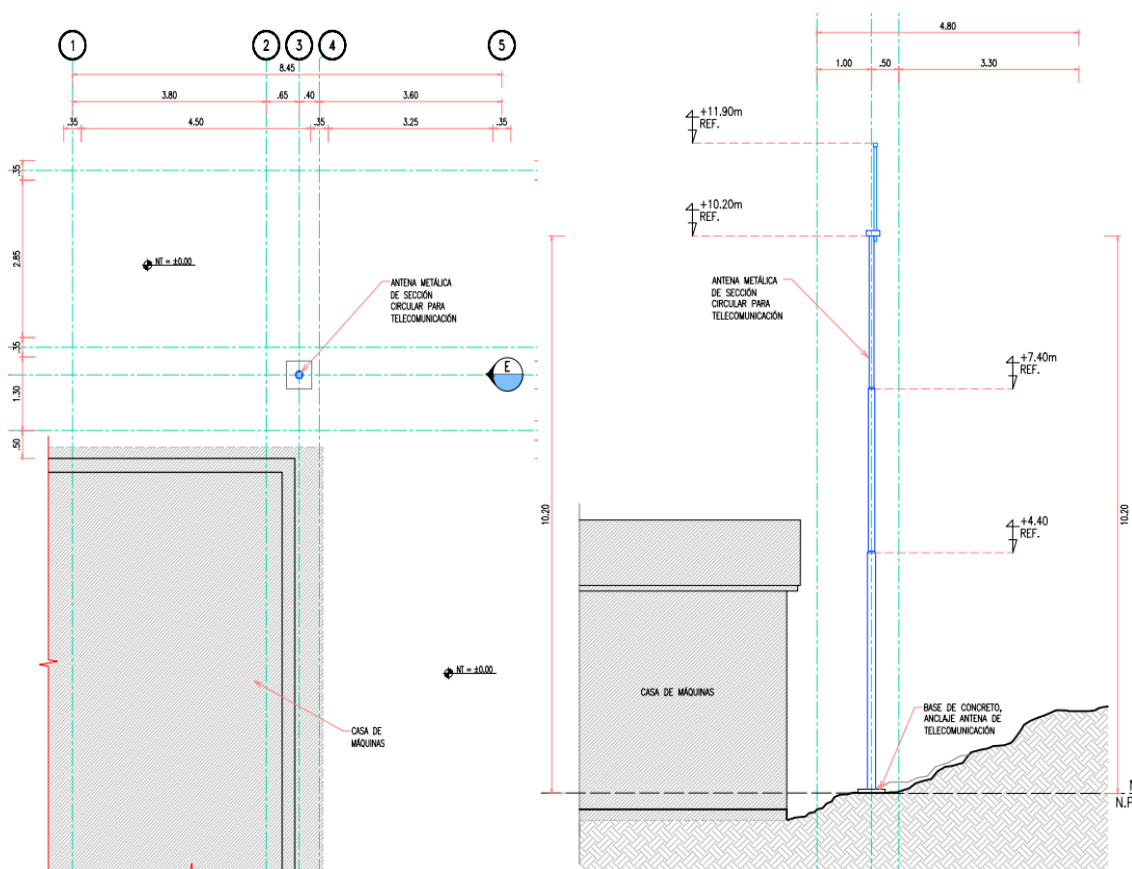 1 2 3 4 5
8.45
3.80 .65 .40 3.60
.35 4.50 .35 3.25 .35
.35
2.85
.35
1.30
.50
NT = ±0.00
ANTENA METÁLICA
DE SECCIÓN
CIRCULAR PARA
TELECOMUNICACIÓN
E
NT = ±0.00
CASA DE
MÁQUINAS
4.80
1.00 .50 3.30
+11.90m
REF.
+10.20m
REF.
ANTENA METÁLICA
DE SECCIÓN
CIRCULAR PARA
TELECOMUNICACIÓN
+7.40m
REF.
10.20
10.20
+4.40
REF.
CASA DE MÁQUINAS
BASE DE CONCRETO,
ANCLAJE ANTENA DE
TELECOMUNICACIÓN
N.P